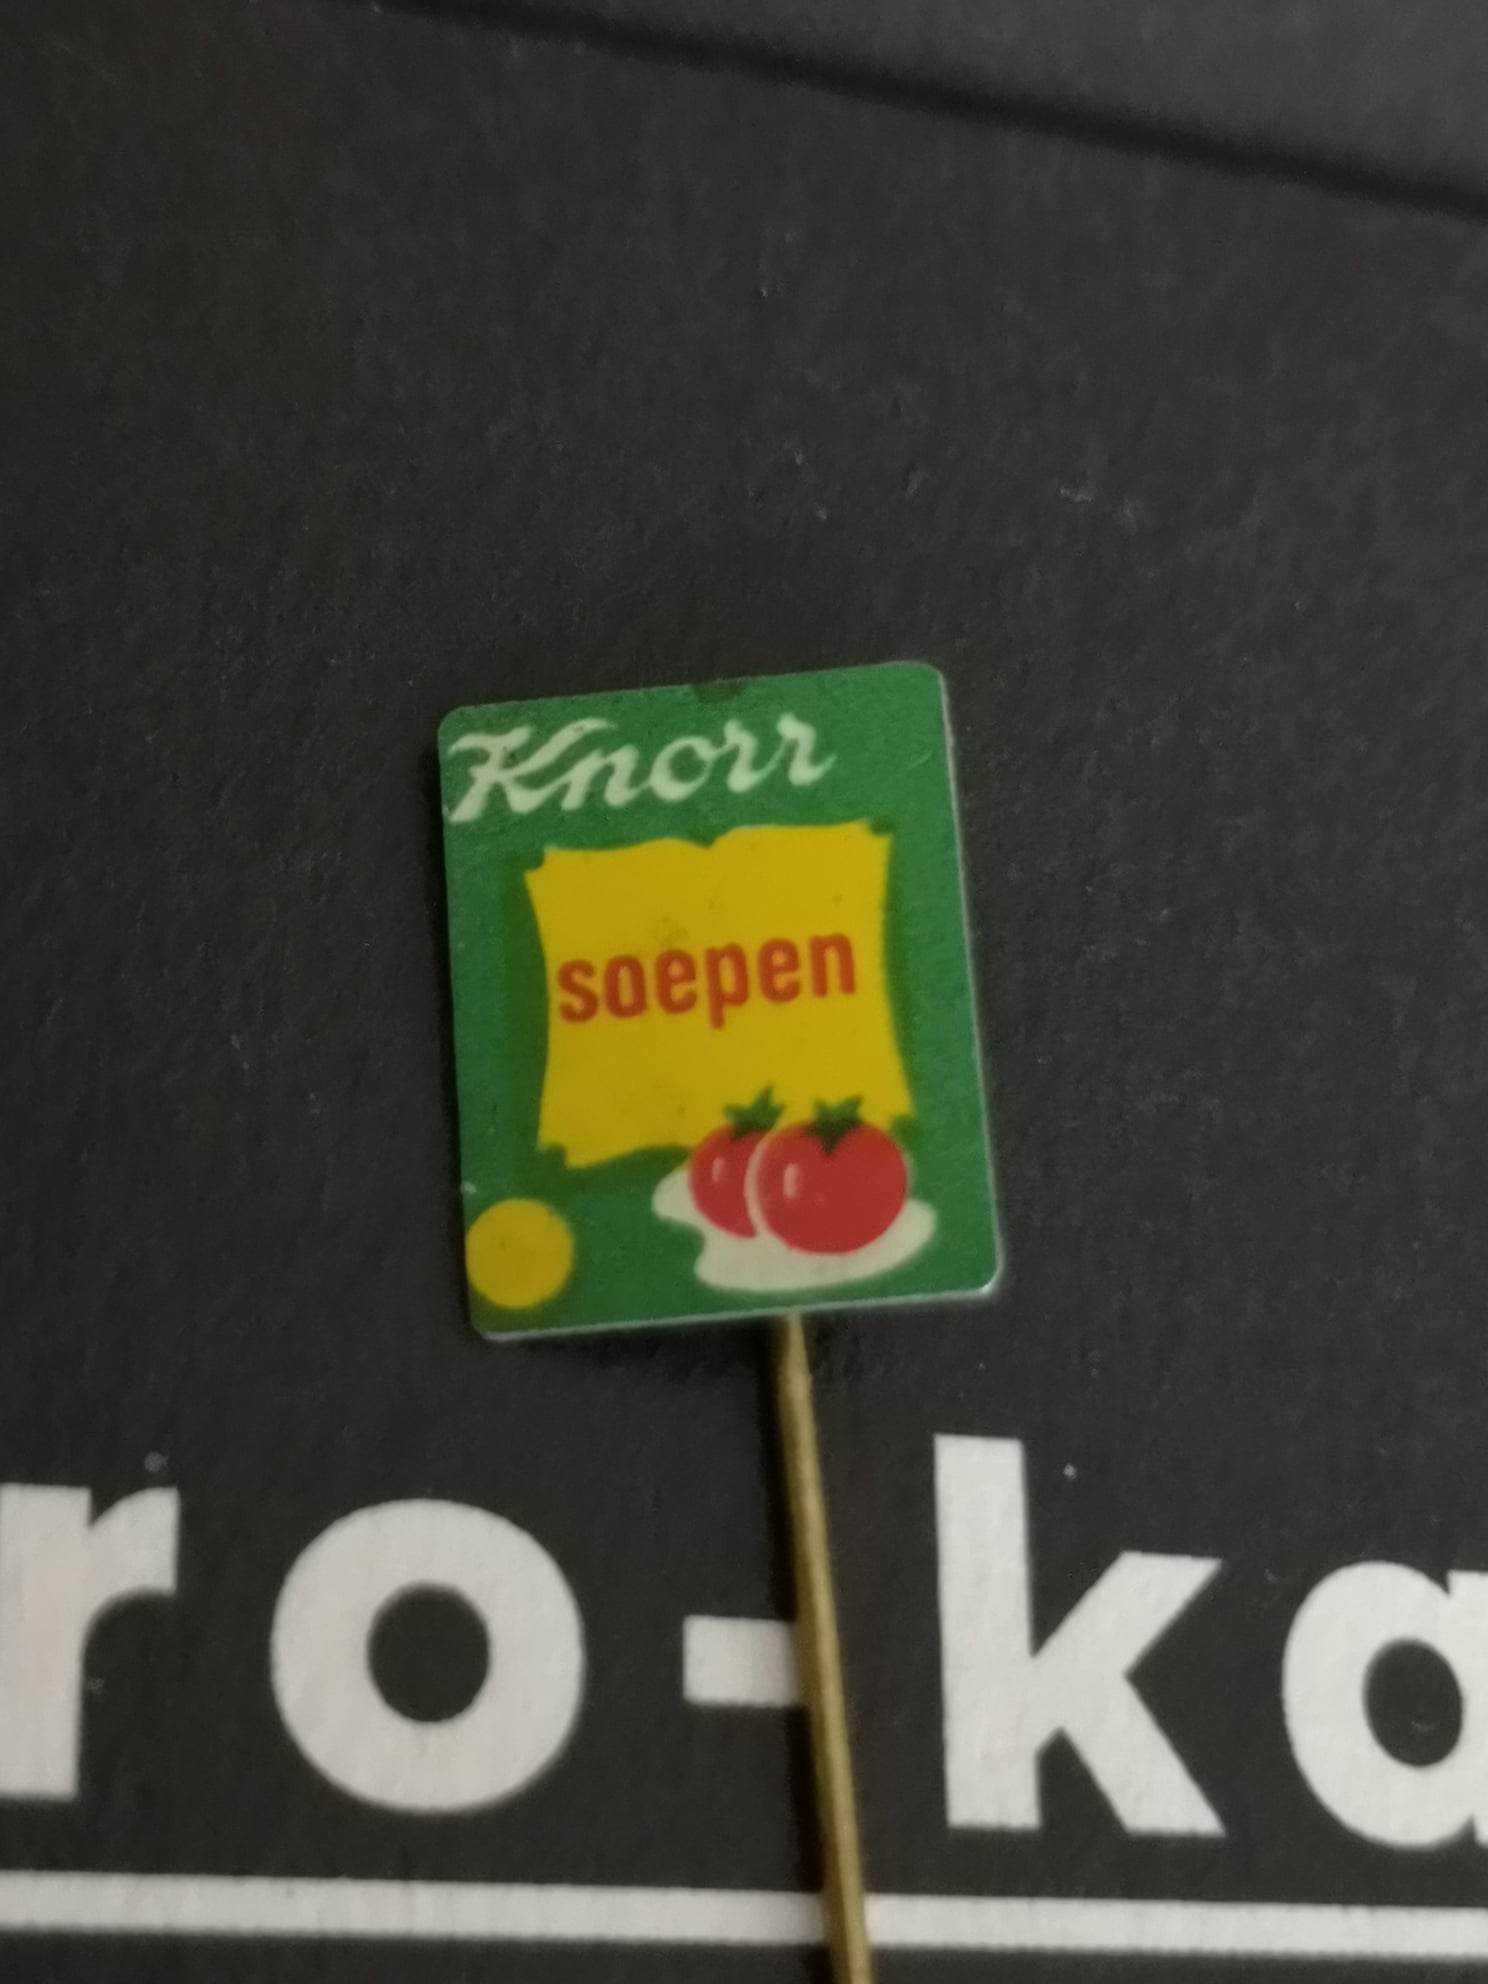 Knorr
soepen
ro-ka